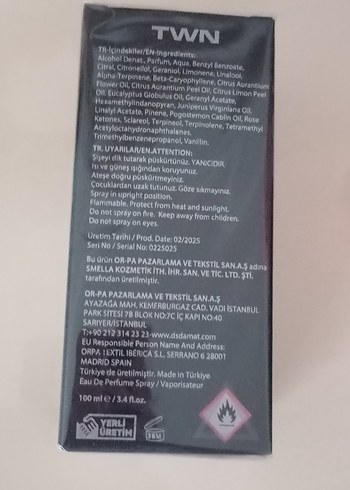 TWN
TR-İçindekiler/EN-Ingredients:
Alcohol Denat., Parfum, Aqua, Benzyl Benzoate,
Citral, Citronellol, Geraniol, Limonene, Linalool,
Alpha-Terpinene, Beta-Caryophyllene, Citrus Aurantium
Flower Oil, Citrus Aurantium Peel Oil, Citrus Limon Peel
Oil, Eucalyptus Globulus Oil, Geranyl Acetate,
Hexamethylindanopyran, Juniperus Virginiana Oil,
Linalyl Acetate, Pinene, Pogostemon Cablin Oil, Rose
Ketones, Sclareol, Terpineol, Terpinolene, Tetramethyl
Acetyloctahydronaphthalenes,
Trimethylbenzenepropanol, Vanillin.
TR. UYARILAR/EN.ATTENTION:
Şişeyi dik tutarak püskürtünüz. YANICIDIR
Isı ve güneş ışığından koruyunuz.
Ateşe doğru püskürtmeyiniz.
Çocuklardan uzak tutunuz. Göze sıkmayınız.
Spray in upright position.
Flammable. Protect from heat and sunlight.
Do not spray on fire. Keep away from children.
Do not spray on eyes.
Üretim Tarihi / Prod. Date: 02/2025
Seri No / Serial No: 0225025
Bu ürün OR-PA PAZARLAMA VE TEKSTİL SAN.A.Ş adına
SMELLA KOZMETİK İTH. İHR. SAN. VE TİC. LTD. ŞTİ.
tarafından üretilmiştir.
OR-PA PAZARLAMA VE TEKSTİL SAN.A.Ş
AYAZAĞA MAH. KEMERBURGAZ CAD. VADİ İSTANBUL
PARK SİTESİ 7B BLOK NO:7C İÇ KAPI NO:40
SARIYER/İSTANBUL
T:+90 212 314 23 23-www.dsdamat.com
EU Responsible Person Name And Address:
ORPA TEXTIL IBÉRICA S.L. SERRANO 6 28001
MADRID SPAIN
Türkiye'de üretilmiştir. Made in Türkiye
Eau De Perfume Spray / Vaporisateur
100 ml e / 3.4 fl.oz.
YERLİ
ÜRETİM
36M